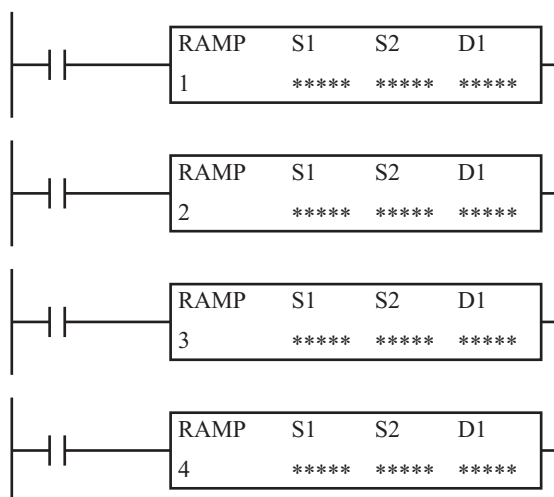 RAMP S1 S2 D1
1 ***** ***** *****
RAMP S1 S2 D1
2 ***** ***** *****
RAMP S1 S2 D1
3 ***** ***** *****
RAMP S1 S2 D1
4 ***** ***** *****